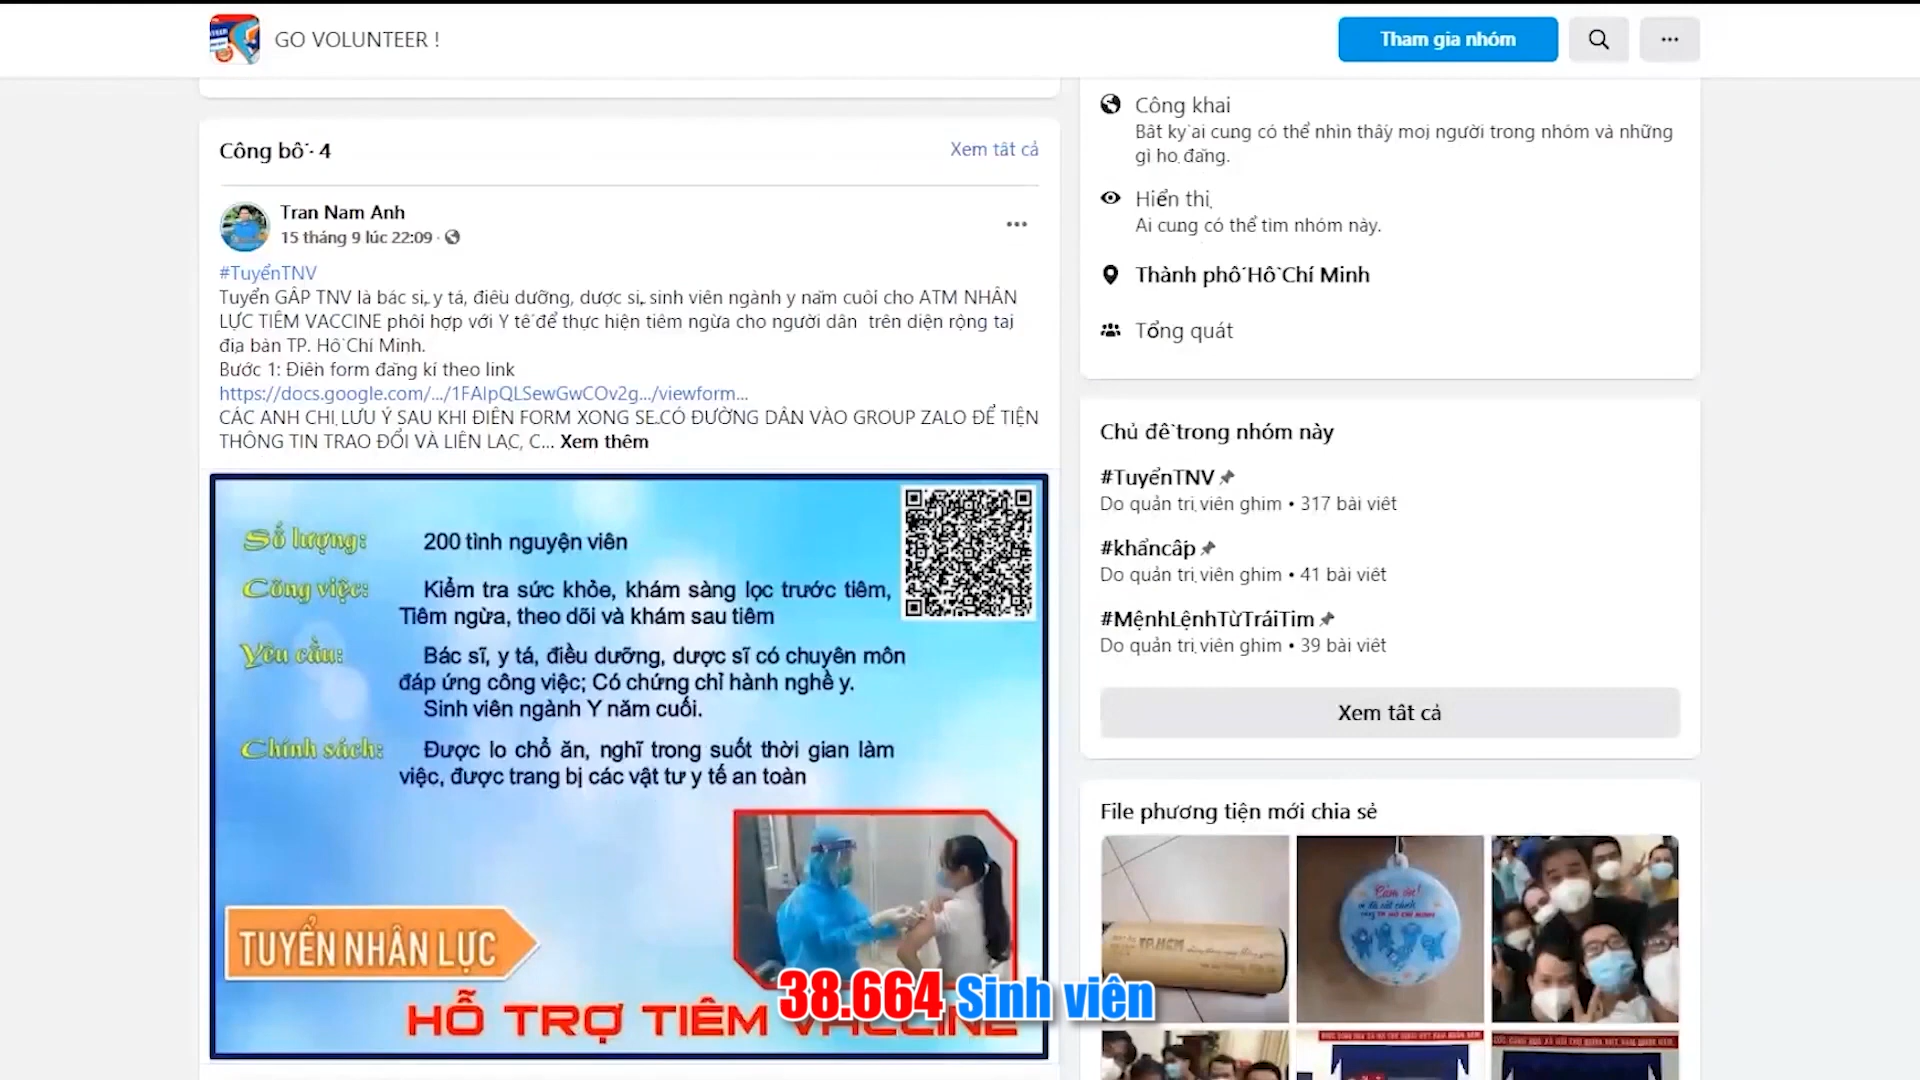 GO VOLUNTEER !
Tham gia nhóm
Công bố · 4
Xem tất cả
Tran Nam Anh
15 tháng 9 lúc 22:09 ·
#TuyểnTNV
Tuyển GẤP TNV là bác sĩ, y tá, điều dưỡng, dược sĩ, sinh viên ngành y năm cuối cho ATM NHÂN
LỰC TIÊM VACCINE phối hợp với Y tế để thực hiện tiêm ngừa cho người dân trên diện rộng tại
địa bàn TP. Hồ Chí Minh.
Bước 1: Điền form đăng kí theo link
https://docs.google.com/.../1FAIpQLSewGwCOv2g.../viewform...
CÁC ANH CHỊ LƯU Ý SAU KHI ĐIỀN FORM XONG SẼ CÓ ĐƯỜNG DẪN VÀO GROUP ZALO ĐỂ TIỆN
THÔNG TIN TRAO ĐỔI VÀ LIÊN LẠC, C... Xem thêm
Số lượng: 200 tình nguyện viên
Công việc: Kiểm tra sức khỏe, khám sàng lọc trước tiêm,
Tiêm ngừa, theo dõi và khám sau tiêm
Yêu cầu: Bác sĩ, y tá, điều dưỡng, dược sĩ có chuyên môn
đáp ứng công việc; Có chứng chỉ hành nghề y.
Sinh viên ngành Y năm cuối.
Chính sách: Được lo chổ ăn, nghĩ trong suốt thời gian làm
việc, được trang bị các vật tư y tế an toàn
TUYỂN NHÂN LỰC
HỖ TRỢ TIÊM VACCINE
38.664 Sinh viên
Công khai
Bất kỳ ai cũng có thể nhìn thấy mọi người trong nhóm và những
gì họ đăng.
Hiển thị
Ai cũng có thể tìm nhóm này.
Thành phố Hồ Chí Minh
Tổng quát
Chủ đề trong nhóm này
#TuyểnTNV
Do quản trị viên ghim • 317 bài viết
#khẩncấp
Do quản trị viên ghim • 41 bài viết
#MệnhLệnhTừTráiTim
Do quản trị viên ghim • 39 bài viết
Xem tất cả
File phương tiện mới chia sẻ
TP.HCM
Cảm ơn!